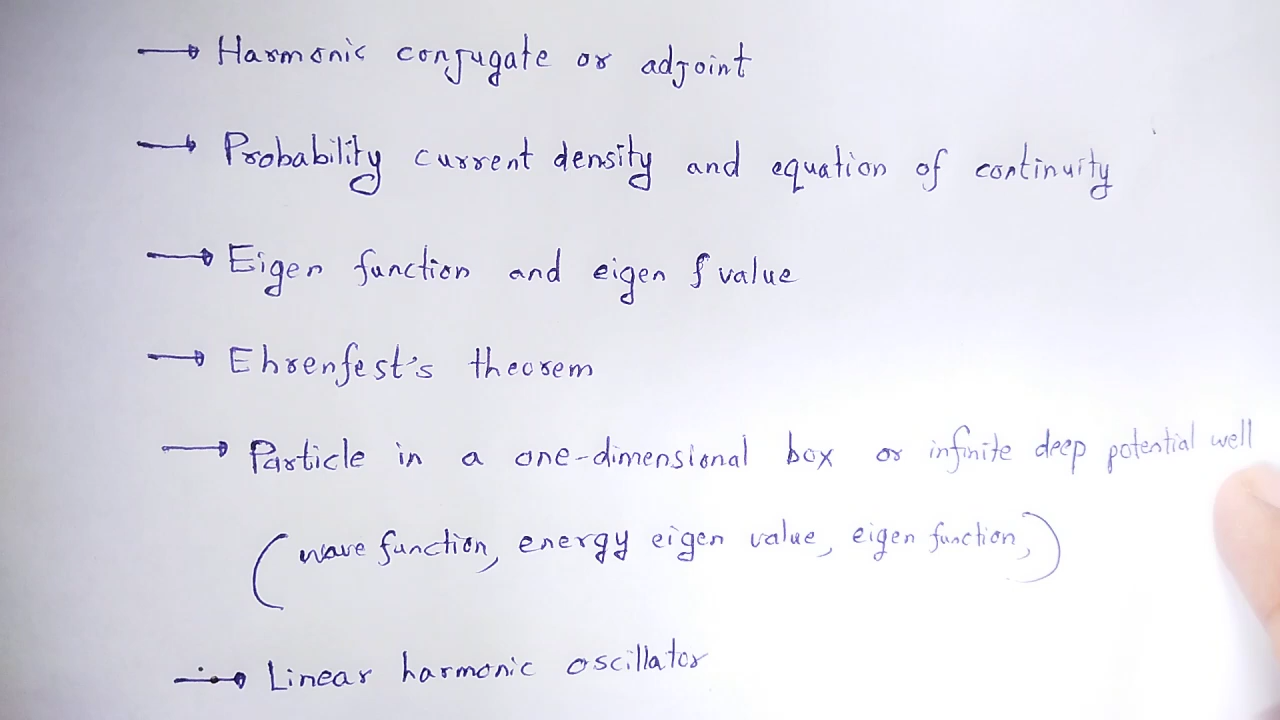 → Harmonic conjugate or adjoint
→ Probability current density and equation of continuity
→ Eigen function and eigen f value
→ Ehrenfest's theorem
→ Particle in a one-dimensional box or infinite deep potential well
(wave function, energy eigen value, eigen function,)
→ Linear harmonic oscillator